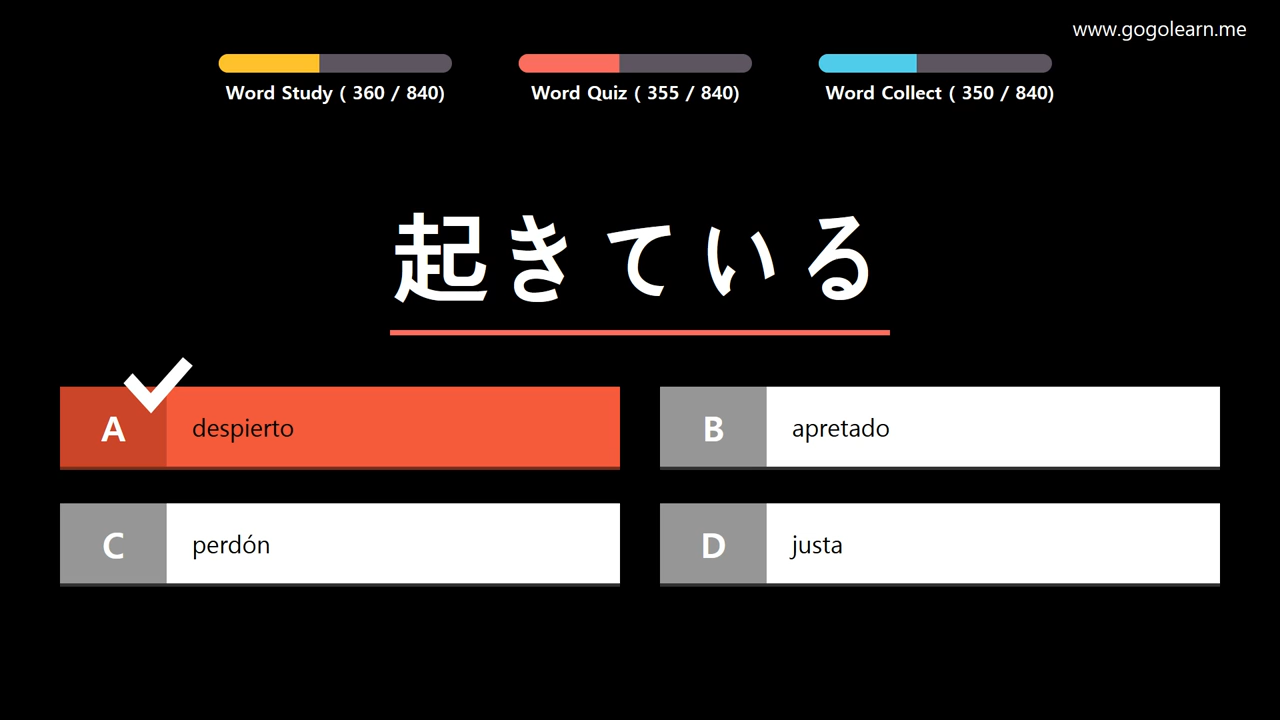 www.gogolearn.me
Word Study ( 360 / 840)
Word Quiz ( 355 / 840)
Word Collect ( 350 / 840)
起きている
A despierto
B apretado
C perdón
D justa